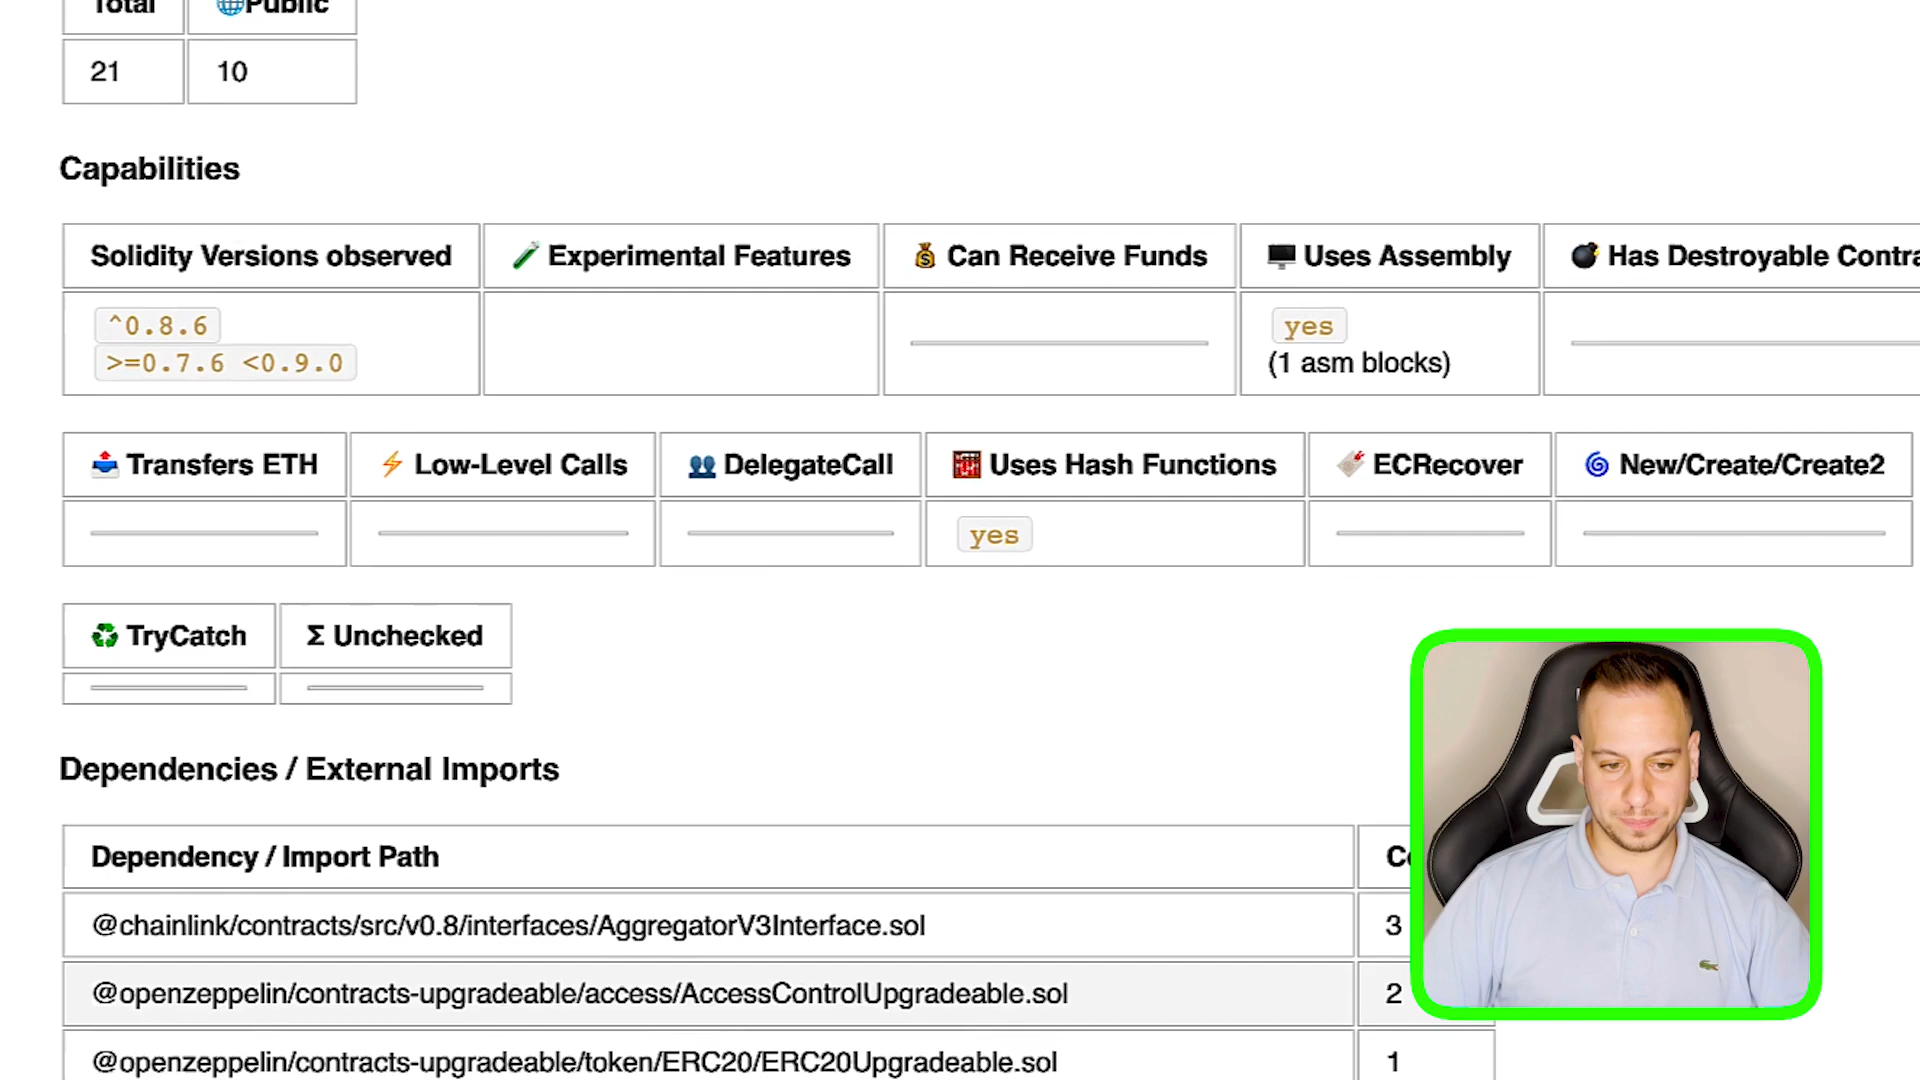 Total Public
21 10
Capabilities
Solidity Versions observed Experimental Features Can Receive Funds Uses Assembly Has Destroyable
^0.8.6 yes
>=0.7.6 <0.9.0 (1 asm blocks)
Transfers ETH Low-Level Calls DelegateCall Uses Hash Functions ECRecover New/Create/Create2
yes
TryCatch Σ Unchecked
Dependencies / External Imports
Dependency / Import Path
@chainlink/contracts/src/v0.8/interfaces/AggregatorV3Interface.sol 3
@openzeppelin/contracts-upgradeable/access/AccessControlUpgradeable.sol 2
@openzeppelin/contracts-upgradeable/token/ERC20/ERC20Upgradeable.sol 1